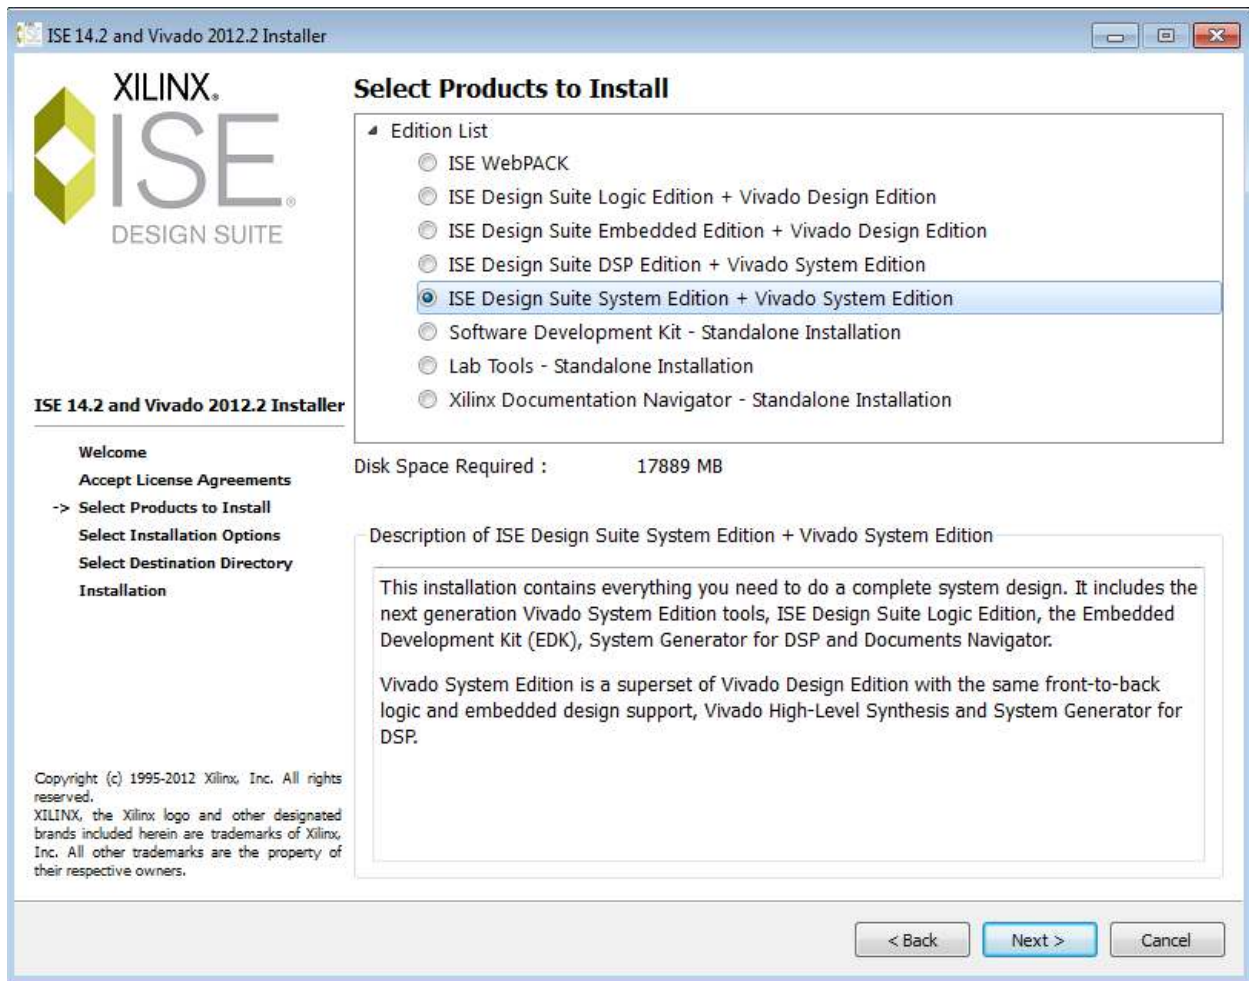 ISE 14.2 and Vivado 2012.2 Installer
XILINX®
ISE®
DESIGN SUITE
ISE 14.2 and Vivado 2012.2 Installer
Welcome
Accept License Agreements
-> Select Products to Install
Select Installation Options
Select Destination Directory
Installation
Copyright (c) 1995-2012 Xilinx, Inc. All rights
reserved.
XILINX, the Xilinx logo and other designated
brands included herein are trademarks of Xilinx,
Inc. All other trademarks are the property of
their respective owners.
Select Products to Install
Edition List
ISE WebPACK
ISE Design Suite Logic Edition + Vivado Design Edition
ISE Design Suite Embedded Edition + Vivado Design Edition
ISE Design Suite DSP Edition + Vivado System Edition
ISE Design Suite System Edition + Vivado System Edition
Software Development Kit - Standalone Installation
Lab Tools - Standalone Installation
Xilinx Documentation Navigator - Standalone Installation
Disk Space Required : 17889 MB
Description of ISE Design Suite System Edition + Vivado System Edition
This installation contains everything you need to do a complete system design. It includes the
next generation Vivado System Edition tools, ISE Design Suite Logic Edition, the Embedded
Development Kit (EDK), System Generator for DSP and Documents Navigator.
Vivado System Edition is a superset of Vivado Design Edition with the same front-to-back
logic and embedded design support, Vivado High-Level Synthesis and System Generator for
DSP.
< Back
Next >
Cancel